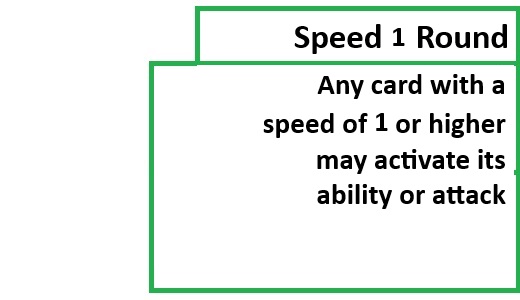 Speed 1 Round
Any card with a
speed of 1 or higher
may activate its
ability or attack